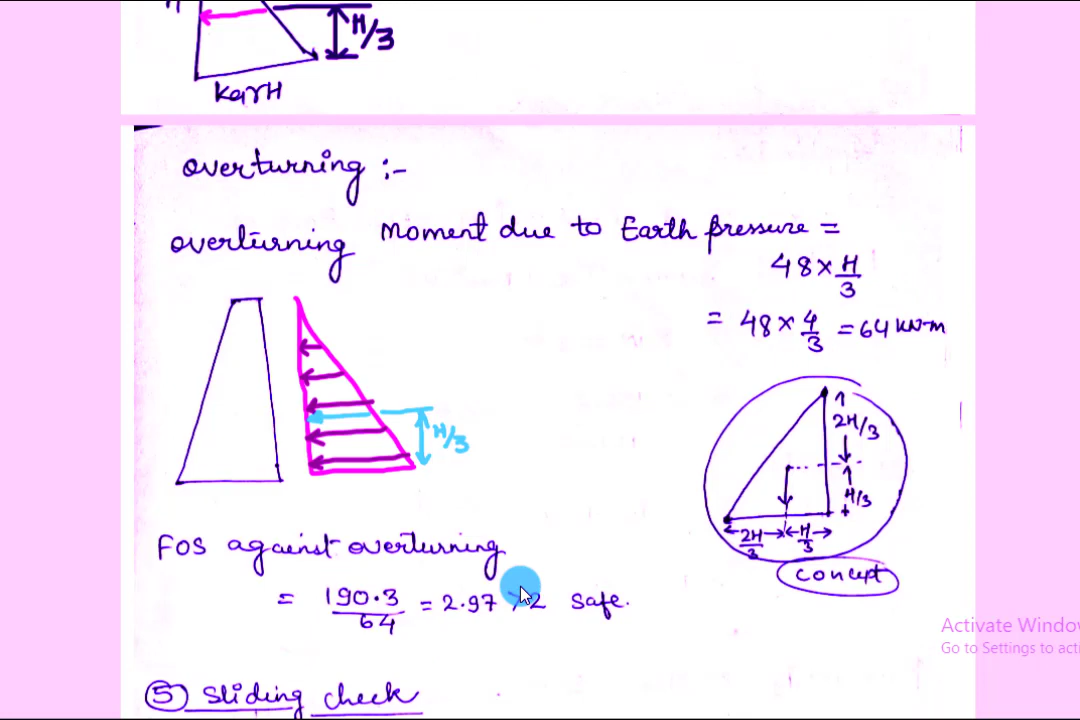 H/3
KaγH
overturning :-
overturning Moment due to Earth pressure =
48 × H/3
= 48 × 4/3 = 64 kN-m
H/3
2H/3
H/3
2H/3 H/3
concept
FOS against overturning
= 190.3/64 = 2.97 >2 safe.
Activate Window
Go to Settings to acti
⑤ Sliding check